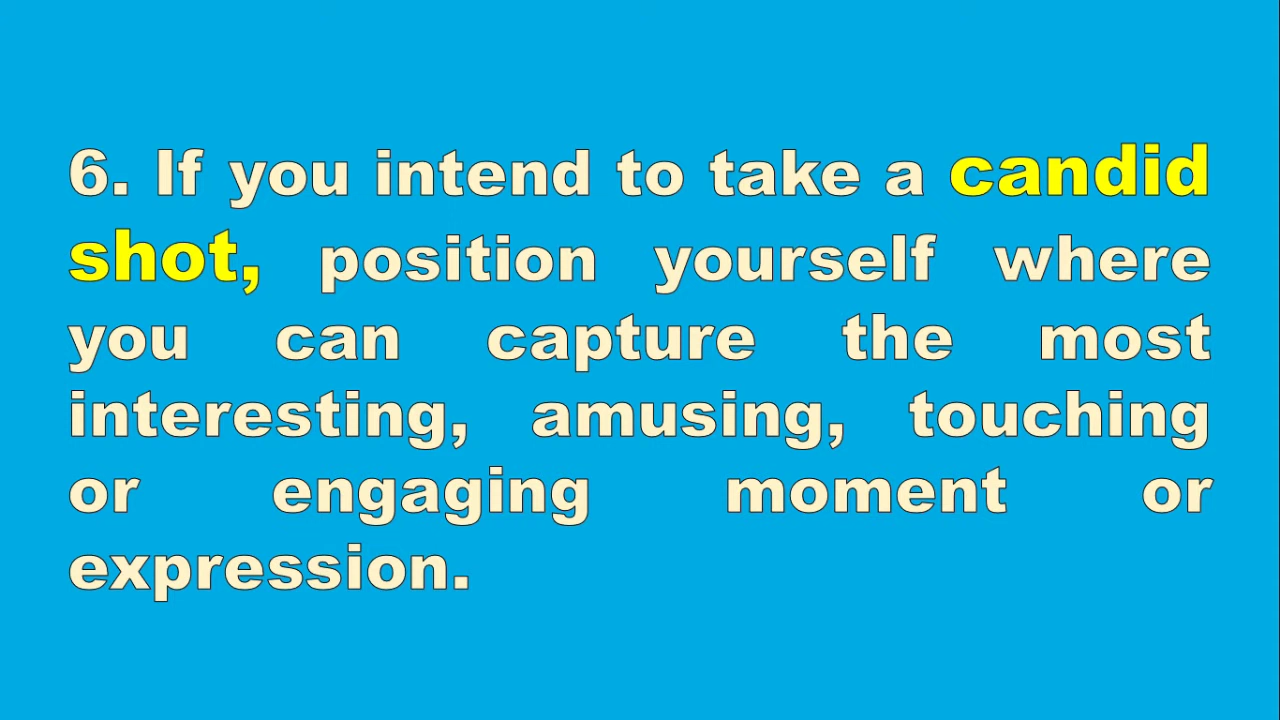 6. If you intend to take a candid
shot, position yourself where
you can capture the most
interesting, amusing, touching
or engaging moment or
expression.